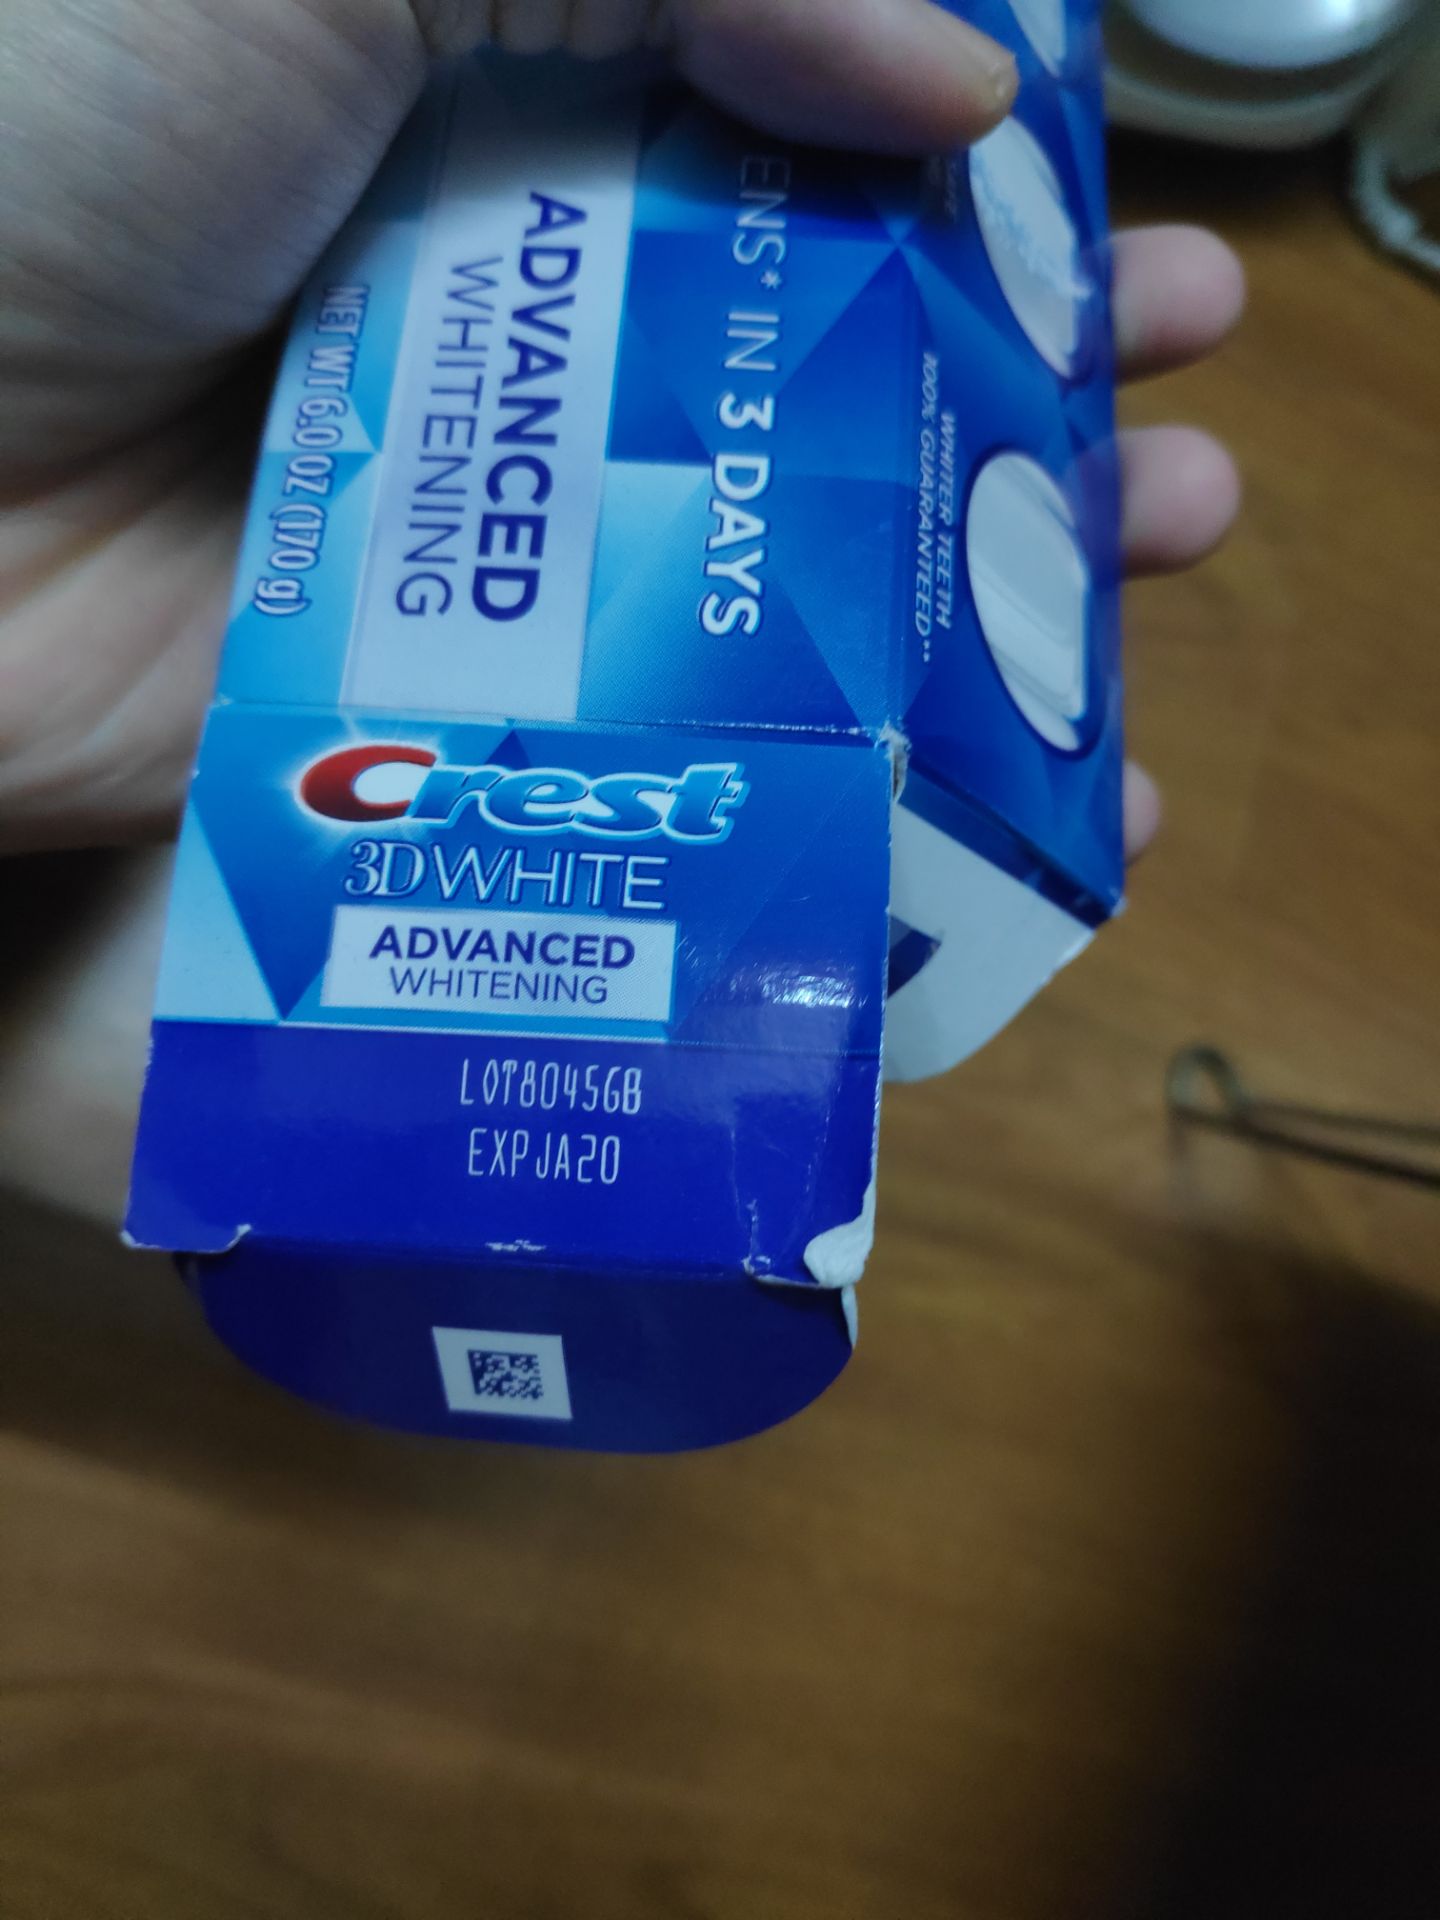 ENS* IN 3 DAYS
ADVANCED
WHITENING
NET WT 6.0 OZ (170 g)
WHITER TEETH
100% GUARANTEED**
Crest
3D WHITE
ADVANCED
WHITENING
LOT8045GB
EXPJA20